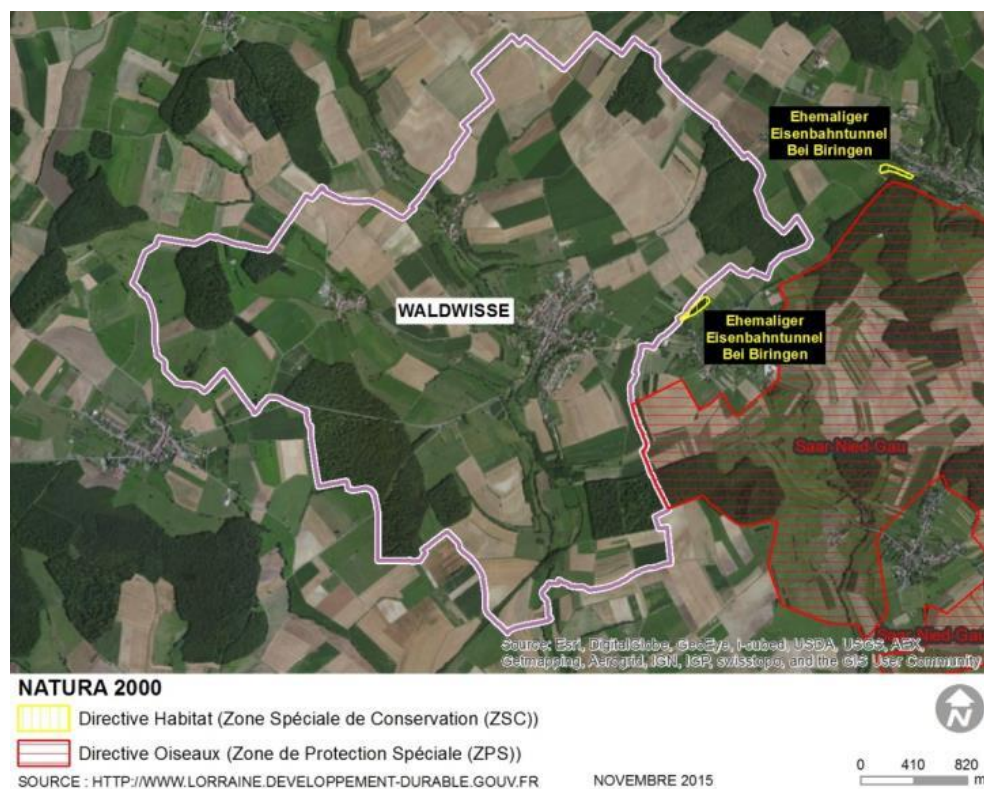 Ehemaliger
Eisenbahntunnel
Bei Biringen
WALDWISSE
Ehemaliger
Eisenbahntunnel
Bei Biringen
Saar-Nied-Gau
Saar-Nied-Gau
Source: Esri, DigitalGlobe, GeoEye, i-cubed, USDA, USGS, AEX,
Getmapping, Aerogrid, IGN, IGP, swisstopo, and the GIS User Community
NATURA 2000
Directive Habitat (Zone Spéciale de Conservation (ZSC))
N
Directive Oiseaux (Zone de Protection Spéciale (ZPS))
0 410 820
m
SOURCE : HTTP://WWW.LORRAINE.DEVELOPPEMENT-DURABLE.GOUV.FR NOVEMBRE 2015